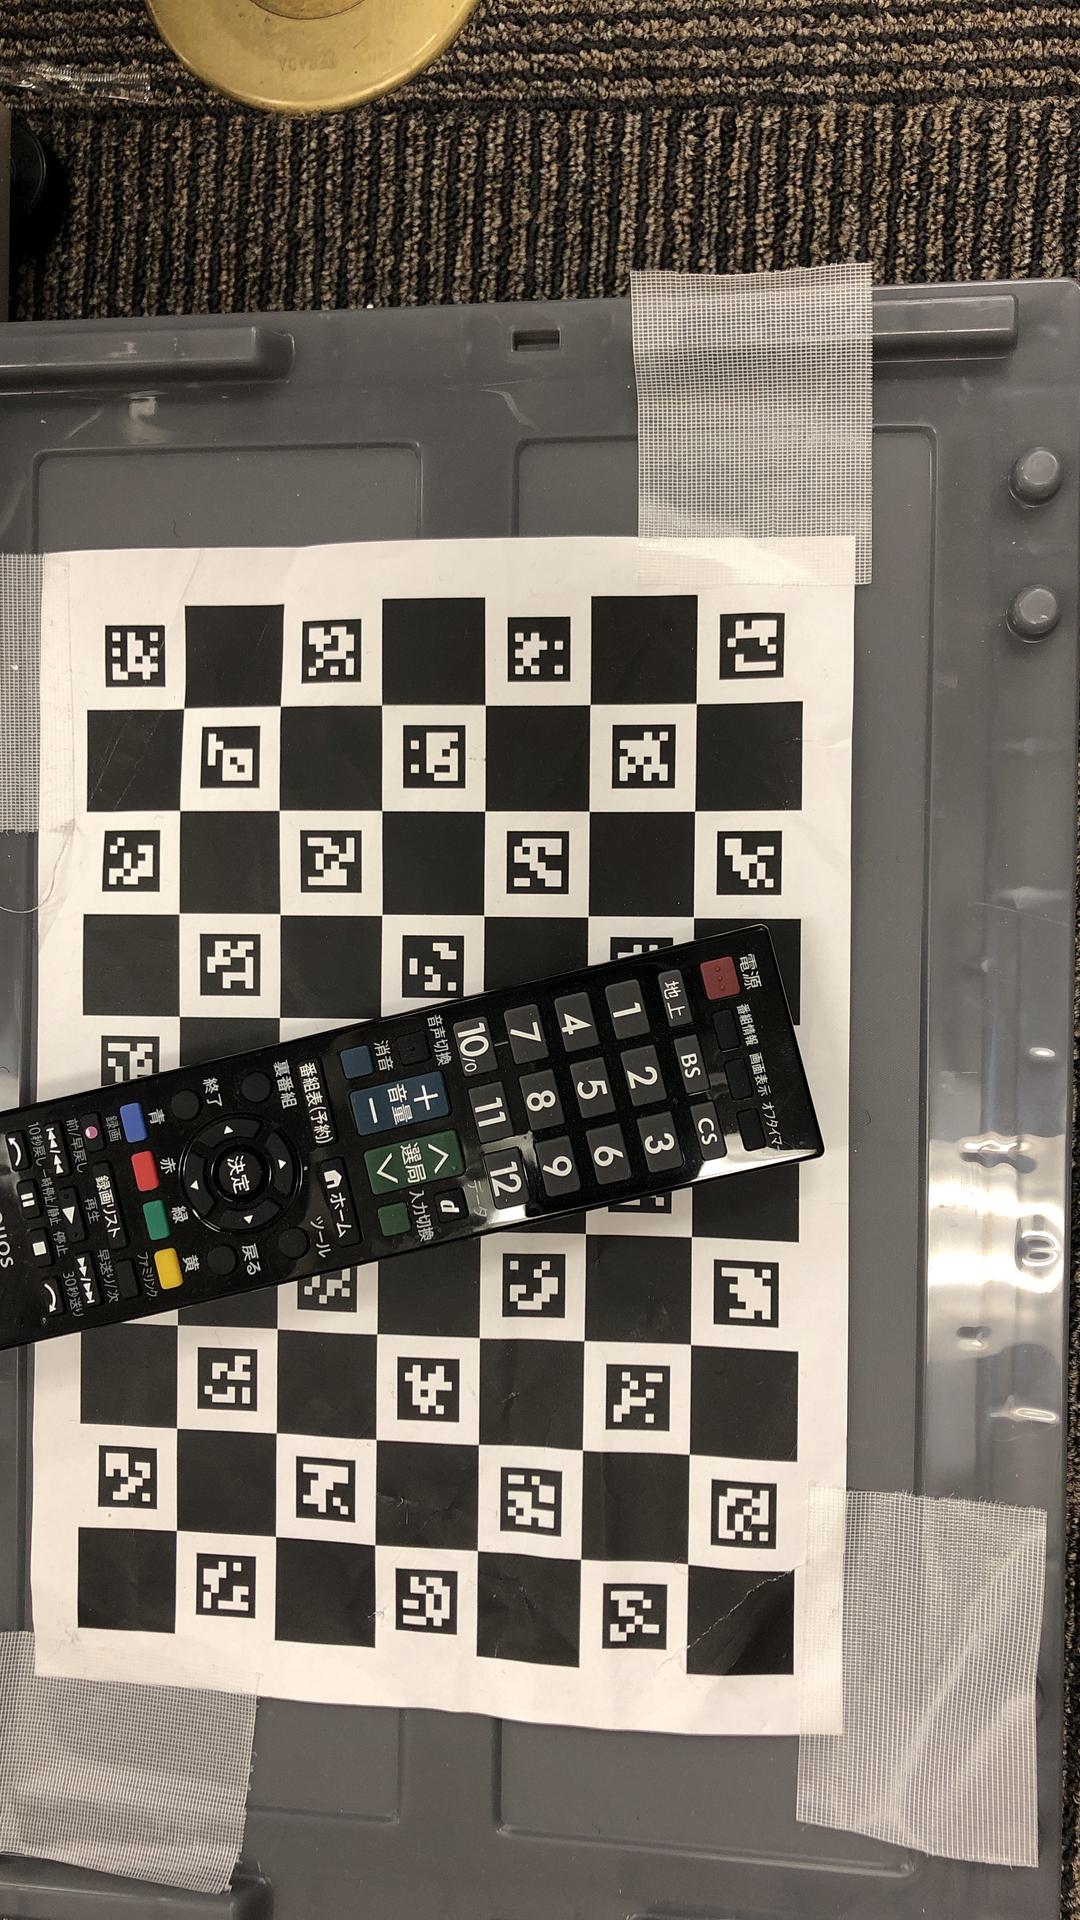 電源
番組情報 画面表示 オフタイマー
地上 BS CS
1 2 3
4 5 6
7 8 9
10/0 11 12
音声切換
データ
消音
+ 音量 −
選局
d
入力切換
番組表(予約)
裏番組
ホーム
ツール
終了
決定
戻る
青 赤 緑 黄
録画
録画リスト
ファミリンク
前/早戻し 再生 早送り/次
10秒戻し 一時停止/静止 停止 30秒送り